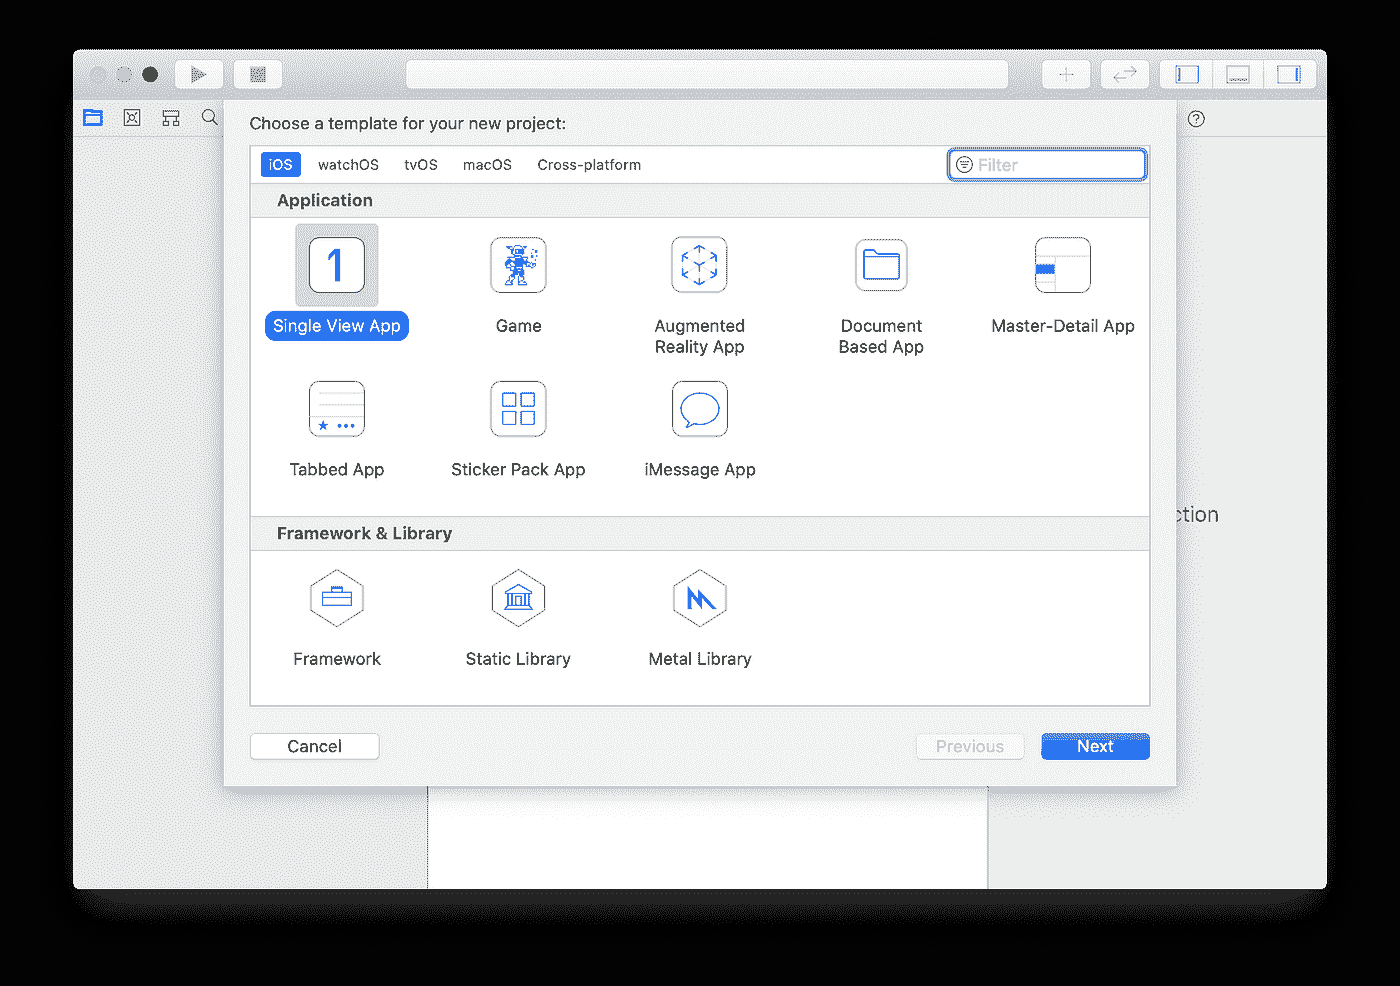 Choose a template for your new project:
iOS watchOS tvOS macOS Cross-platform Filter
Application
1
Single View App Game Augmented Reality App Document Based App Master-Detail App
Tabbed App Sticker Pack App iMessage App
Framework & Library
ction
Framework Static Library Metal Library
Cancel Previous Next